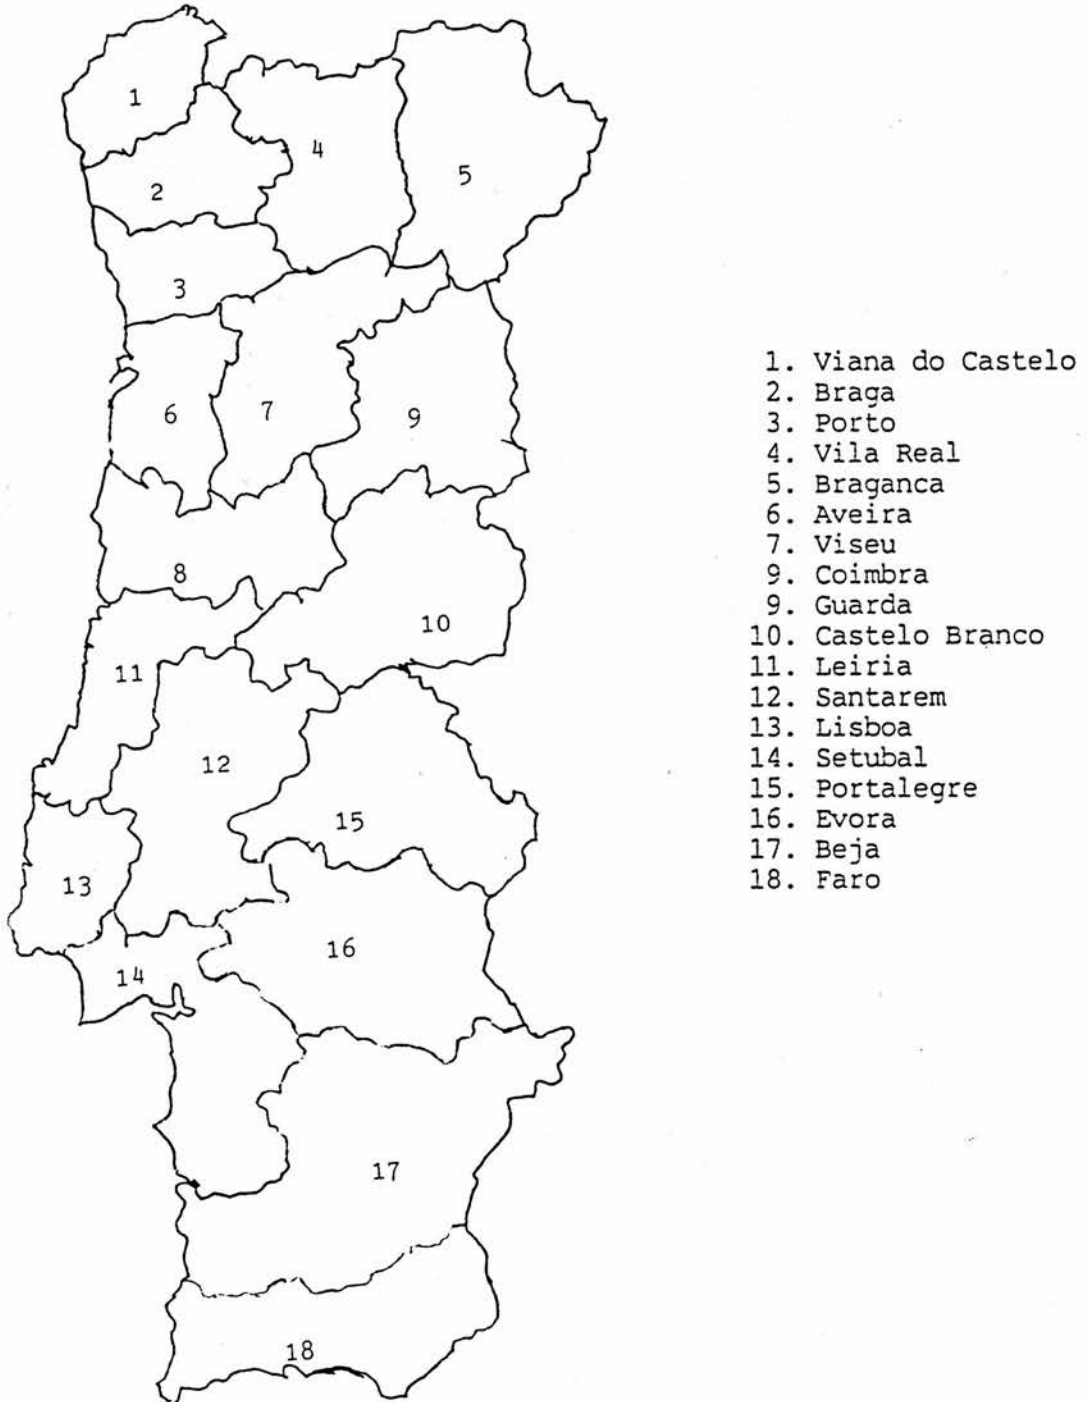 1
2
3
4
5
6
7
8
9
10
11
12
13
14
15
16
17
18
1. Viana do Castelo
2. Braga
3. Porto
4. Vila Real
5. Braganca
6. Aveira
7. Viseu
9. Coimbra
9. Guarda
10. Castelo Branco
11. Leiria
12. Santarem
13. Lisboa
14. Setubal
15. Portalegre
16. Evora
17. Beja
18. Faro